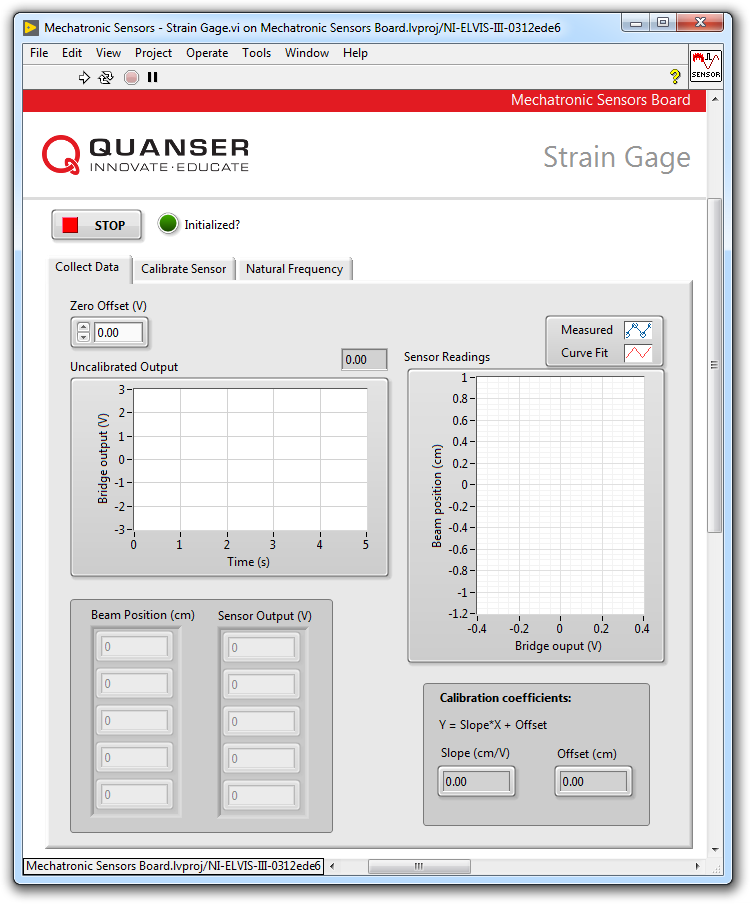 Mechatronic Sensors - Strain Gage.vi on Mechatronic Sensors Board.lvproj/NI-ELVIS-III-0312ede6
File Edit View Project Operate Tools Window Help
?
SENSOR
Mechatronic Sensors Board
QUANSER
INNOVATE·EDUCATE
Strain Gage
STOP
Initialized?
Collect Data
Calibrate Sensor
Natural Frequency
Zero Offset (V)
0.00
Uncalibrated Output
0.00
Bridge output (V)
3
2
1
0
-1
-2
-3
0 1 2 3 4 5
Time (s)
Measured
Curve Fit
Sensor Readings
Beam position (cm)
1
0.8
0.6
0.4
0.2
0
-0.2
-0.4
-0.6
-0.8
-1
-1.2
-0.4 -0.2 0 0.2 0.4
Bridge ouput (V)
Beam Position (cm) Sensor Output (V)
0 0
0 0
0 0
0 0
0 0
Calibration coefficients:
Y = Slope*X + Offset
Slope (cm/V) Offset (cm)
0.00 0.00
Mechatronic Sensors Board.lvproj/NI-ELVIS-III-0312ede6